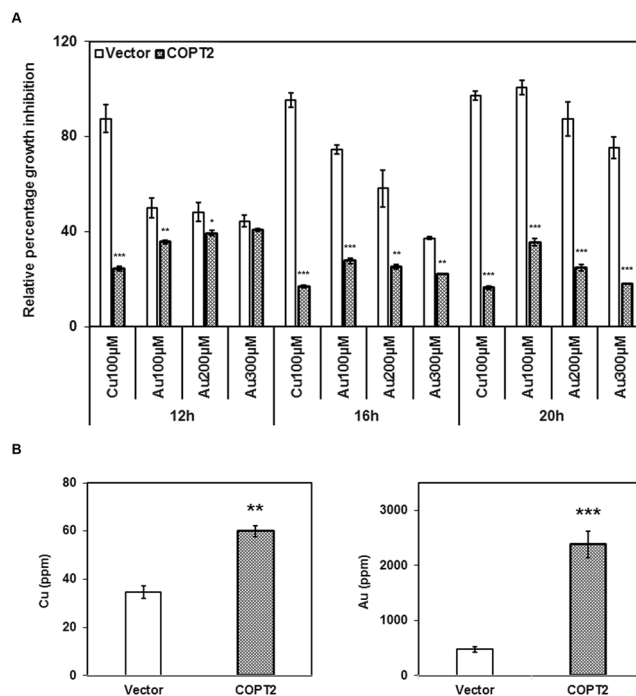 A
Relative percentage growth inhibition
120
80
40
0
Vector COPT2
*** ** * *** *** ** ** *** *** *** ***
Cu100µM Au100µM Au200µM Au300µM Cu100µM Au100µM Au200µM Au300µM Cu100µM Au100µM Au200µM Au300µM
12h 16h 20h
B
Cu (ppm)
80
60
40
20
0
**
Vector COPT2
Au (ppm)
3000
2000
1000
0
***
Vector COPT2